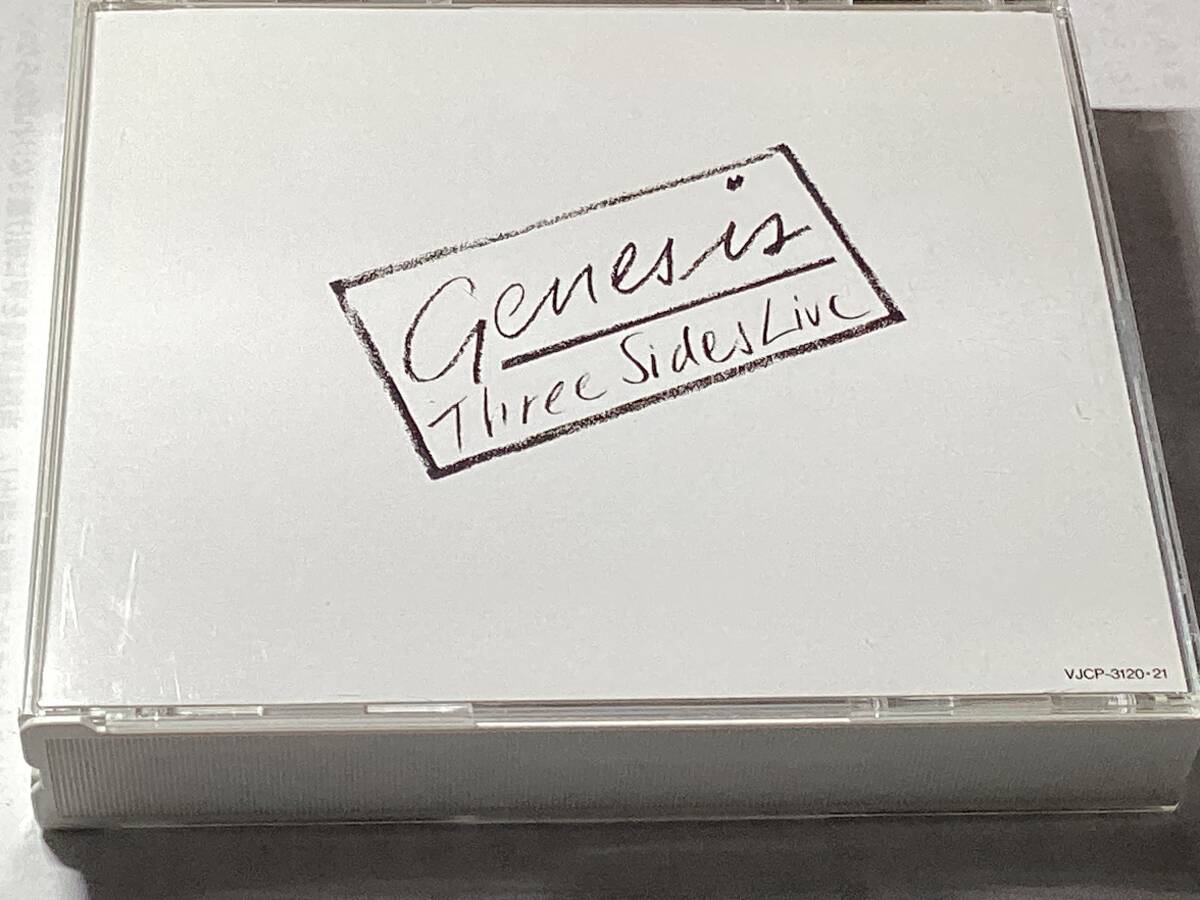 Genesis
Three Sides Live
VJCP-3120・21